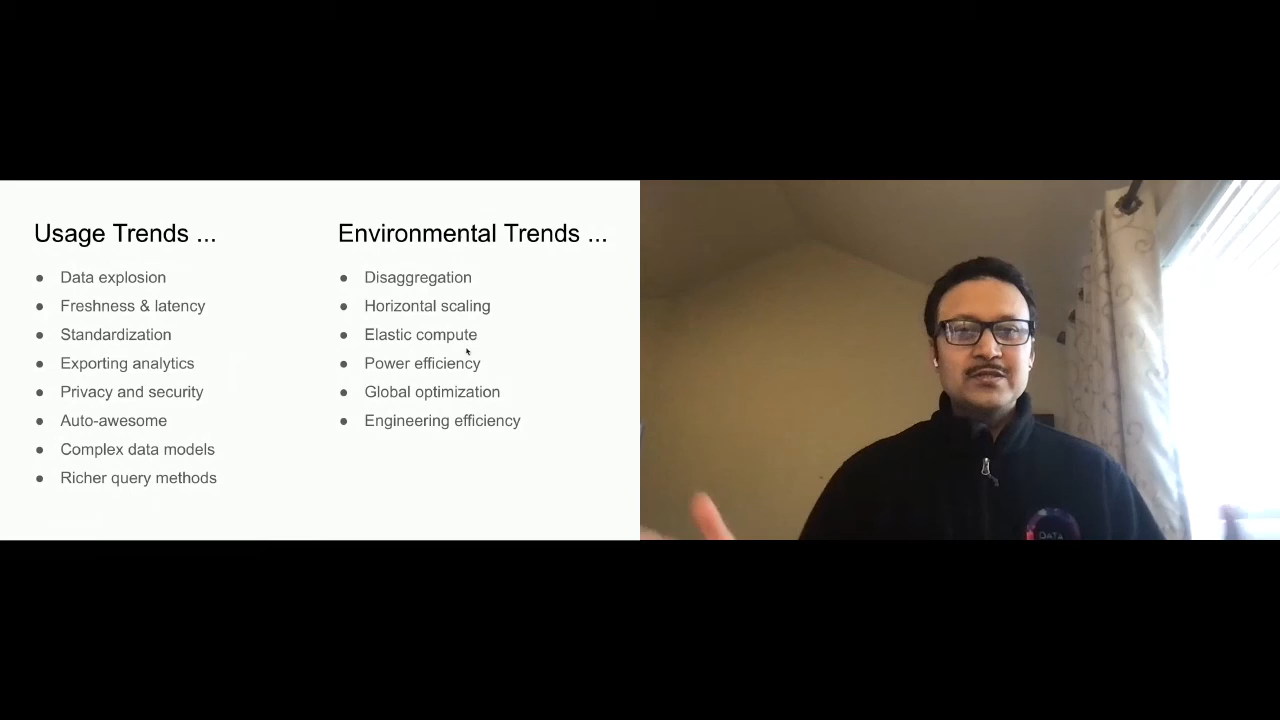 Usage Trends ...
Data explosion
Freshness & latency
Standardization
Exporting analytics
Privacy and security
Auto-awesome
Complex data models
Richer query methods
Environmental Trends ...
Disaggregation
Horizontal scaling
Elastic compute
Power efficiency
Global optimization
Engineering efficiency
DATA